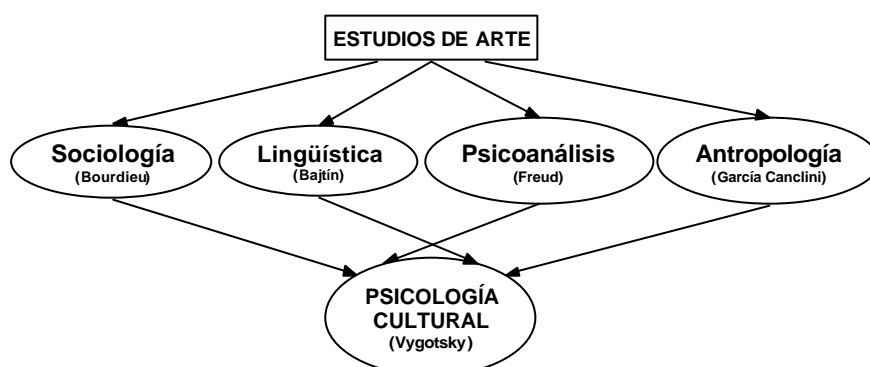 ESTUDIOS DE ARTE
Sociología
(Bourdieu)
Lingüística
(Bajtín)
Psicoanálisis
(Freud)
Antropología
(García Canclini)
PSICOLOGÍA
CULTURAL
(Vygotsky)